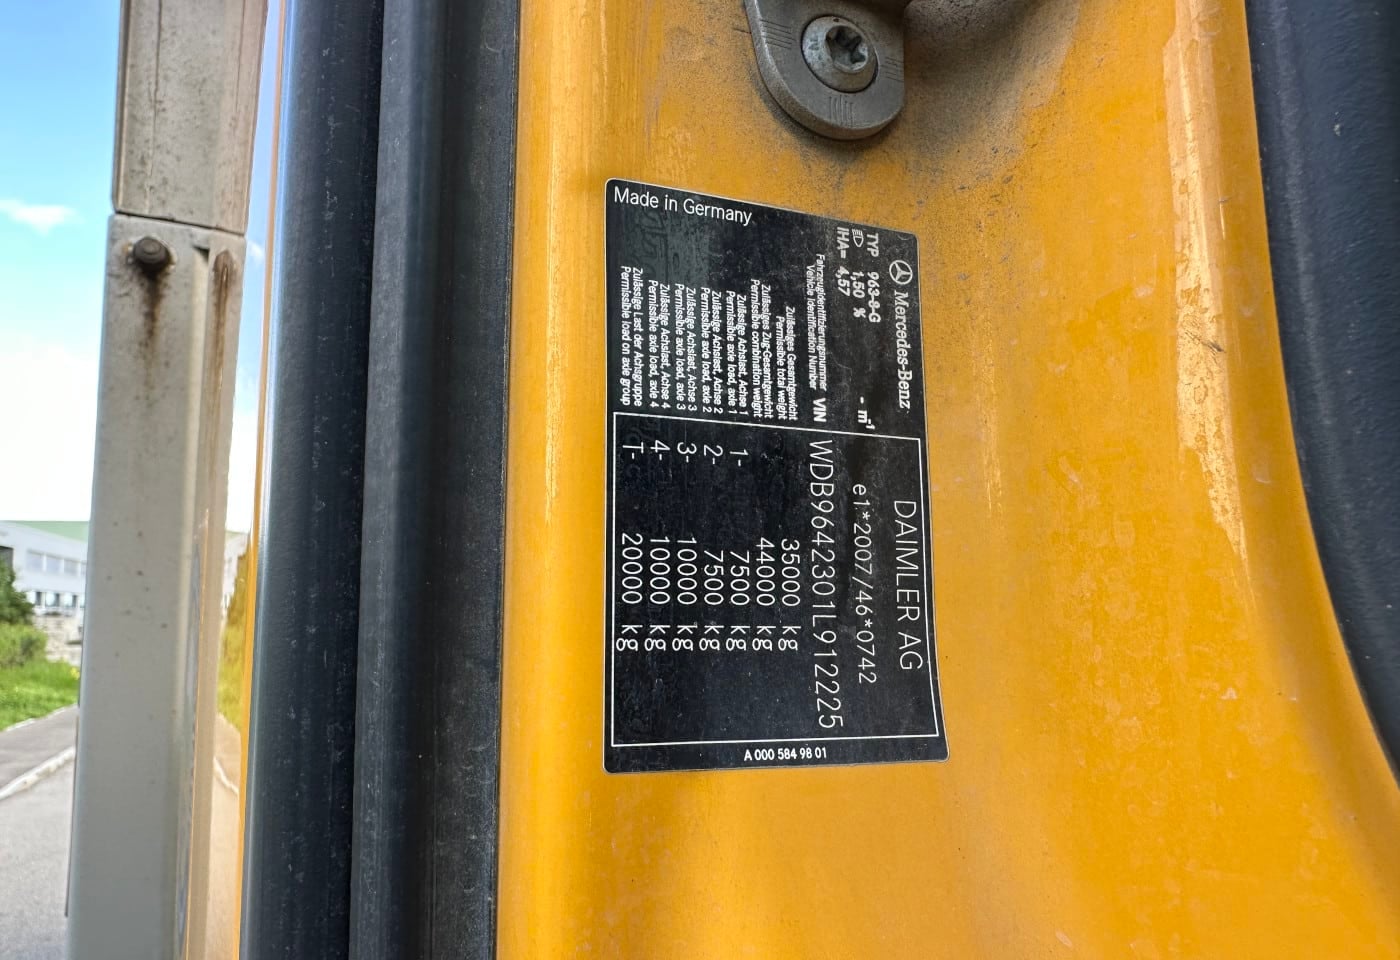 Mercedes-Benz
DAIMLER AG
TYP 963-8-G
1,50 %
- m⁻¹
e1*2007/46*0742
IHA= 4,57
Fahrzeugidentifizierungsnummer
Vehicle Identification Number
VIN
WDB9642301L912225
Zulässiges Gesamtgewicht
Permissible total weight
35000 kg
Zulässiges Zug-Gesamtgewicht
Permissible combination weight
44000 kg
Zulässige Achslast, Achse 1
Permissible axle load, axle 1
1- 7500 kg
Zulässige Achslast, Achse 2
Permissible axle load, axle 2
2- 7500 kg
Zulässige Achslast, Achse 3
Permissible axle load, axle 3
3- 10000 kg
Zulässige Achslast, Achse 4
Permissible axle load, axle 4
4- 10000 kg
Zulässige Last der Achsgruppe
Permissible load on axle group
T- 20000 kg
Made in Germany
A 000 584 98 01